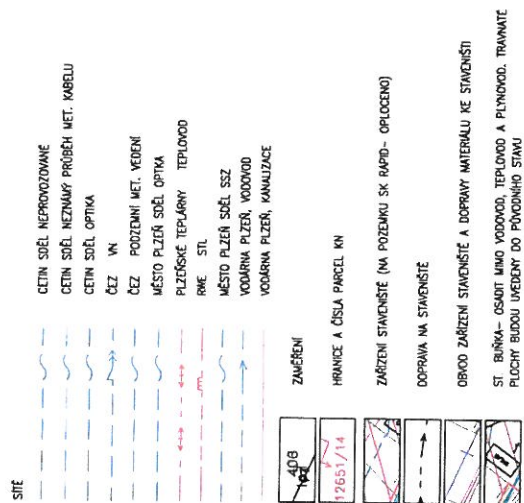 SÍTĚ
CETIN SDĚL NEPROVOZOVANÉ
CETIN SDĚL NEZNÁMÝ PRŮBĚH MET. KABELU
CETIN SDĚL OPTIKA
ČEZ VN
ČEZ PODZEMNÍ MET. VEDENÍ
MĚSTO PLZEŇ SDĚL OPTKA
PLZEŇSKÉ TEPLÁRNY TEPLOVOD
RWE STL
MĚSTO PLZEŇ SDĚL SSZ
VODÁRNA PLZEŇ, VODOVOD
VODÁRNA PLZEŇ, KANALIZACE
408
ZAMĚŘENÍ
12651/14
HRANICE A ČÍSLA PARCEL KN
ZAŘÍZENÍ STAVENIŠTĚ (NA POZEMKU SK RAPID- OPLOCENO)
DOPRAVA NA STAVENIŠTĚ
OBVOD ZAŘÍZENÍ STAVENIŠTĚ A DOPRAVY MATERIÁLU KE STAVENIŠTI
ST. BUŇKA- OSADIT MIMO VODOVOD, TEPLOVOD A PLYNOVOD. TRAVNATÉ
PLOCHY BUDOU UVEDENY DO PŮVODNÍHO STAVU